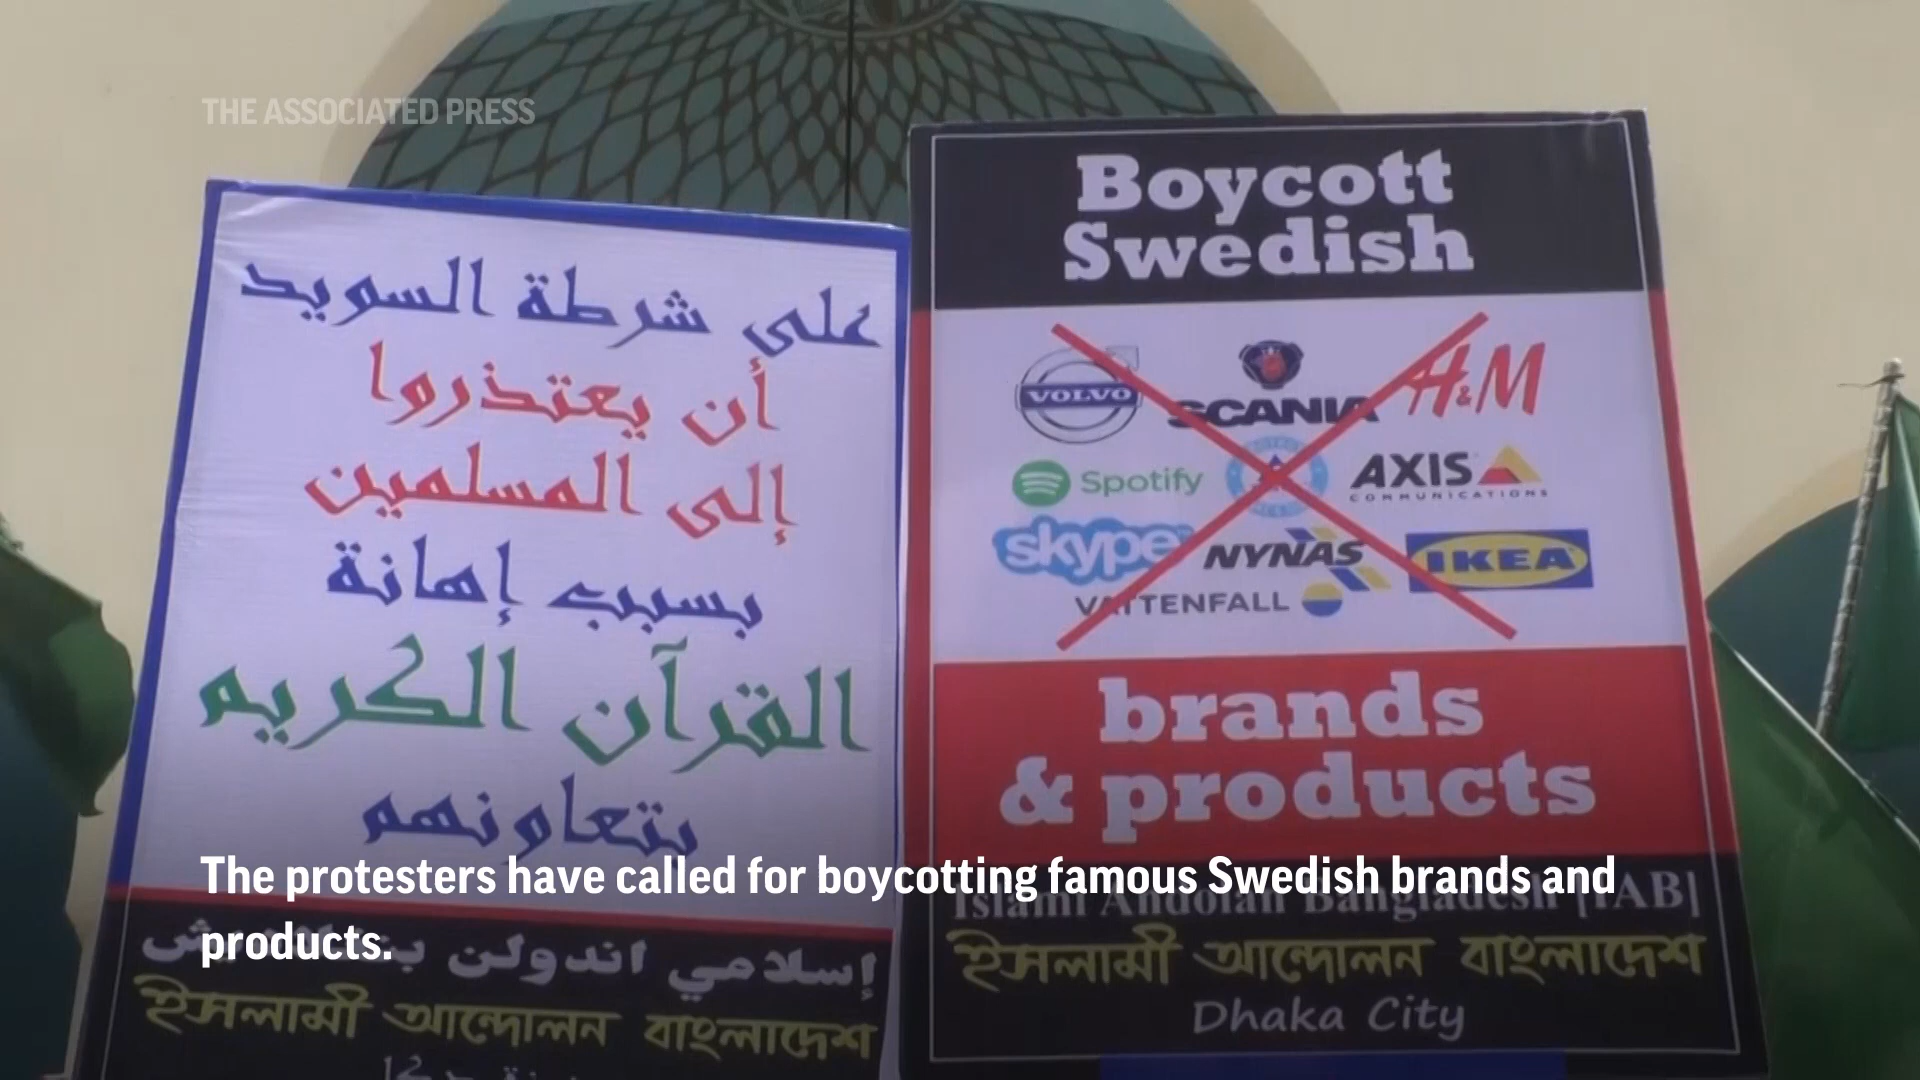 THE ASSOCIATED PRESS
على شرطة السويد
أن يعتذروا
إلى المسلمين
بسبب إهانة
القرآن الكريم
بتعاونهم
إسلامي اندولن
ইসলামী আন্দোলন বাংলাদেশ
Boycott
Swedish
VOLVO
SCANIA
H&M
Spotify
AXIS
COMMUNICATIONS
skype
NYNAS
IKEA
VATTENFALL
brands
& products
Islami Andolan Bangladesh [IAB]
ইসলামী আন্দোলন বাংলাদেশ
Dhaka City
The protesters have called for boycotting famous Swedish brands and
products.